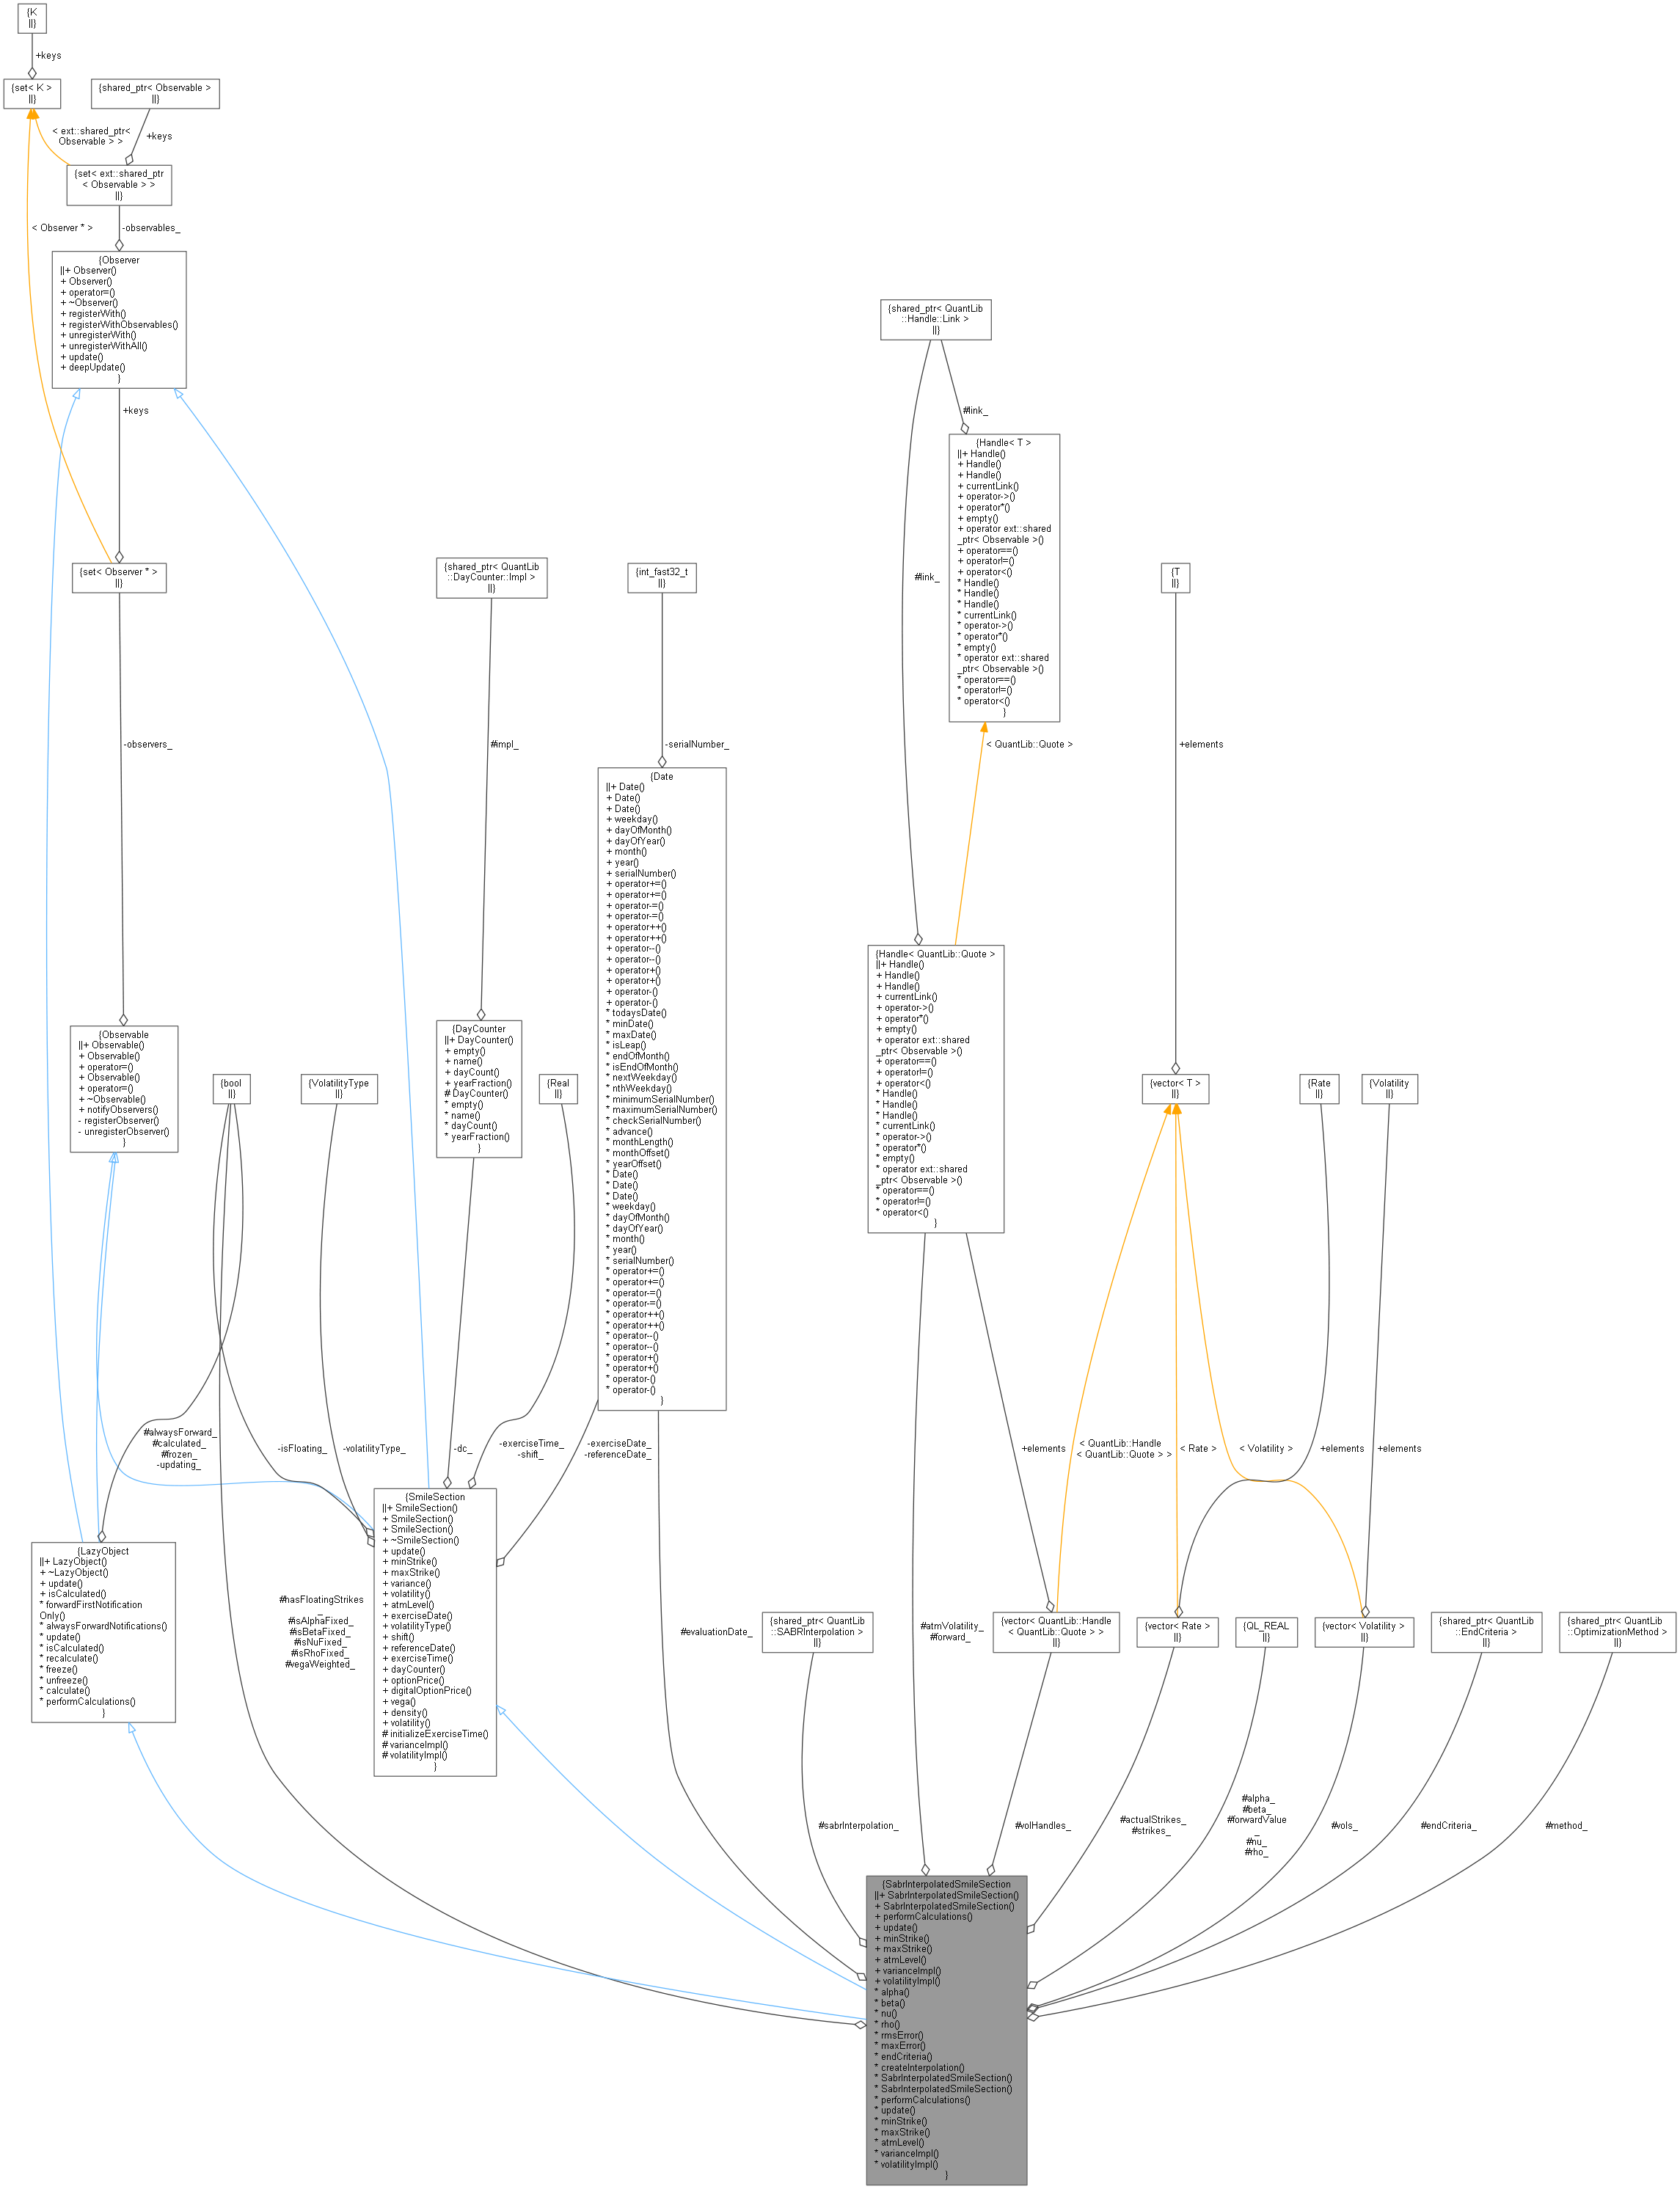 {K
||}
+keys
{set< K >
||}
{shared_ptr< Observable >
||}
< ext::shared_ptr<
Observable > >
+keys
{set< ext::shared_ptr
< Observable > >
||}
< Observer * >
-observables_
{Observer
||+ Observer()
+ Observer()
+ operator=()
+ ~Observer()
+ registerWith()
+ registerWithObservables()
+ unregisterWith()
+ unregisterWithAll()
+ update()
+ deepUpdate()
}
+keys
{set< Observer * >
||}
-observers_
{Observable
||+ Observable()
+ Observable()
+ operator=()
+ Observable()
+ operator=()
+ ~Observable()
+ notifyObservers()
- registerObserver()
- unregisterObserver()
}
{bool
||}
{VolatilityType
||}
{shared_ptr< QuantLib
::DayCounter::Impl >
||}
#impl_
{DayCounter
||+ DayCounter()
+ empty()
+ name()
+ dayCount()
+ yearFraction()
# DayCounter()
* empty()
* name()
* dayCount()
* yearFraction()
}
{Real
||}
{int_fast32_t
||}
-serialNumber_
{Date
||+ Date()
+ Date()
+ Date()
+ weekday()
+ dayOfMonth()
+ dayOfYear()
+ month()
+ year()
+ serialNumber()
+ operator+=()
+ operator+=()
+ operator-=()
+ operator-=()
+ operator++()
+ operator++()
+ operator--()
+ operator--()
+ operator+()
+ operator+()
+ operator-()
+ operator-()
* todaysDate()
* minDate()
* maxDate()
* isLeap()
* endOfMonth()
* isEndOfMonth()
* nextWeekday()
* nthWeekday()
* minimumSerialNumber()
* maximumSerialNumber()
* checkSerialNumber()
* advance()
* monthLength()
* monthOffset()
* yearOffset()
* Date()
* Date()
* Date()
* weekday()
* dayOfMonth()
* dayOfYear()
* month()
* year()
* serialNumber()
* operator+=()
* operator+=()
* operator-=()
* operator-=()
* operator++()
* operator++()
* operator--()
* operator--()
* operator+()
* operator+()
* operator-()
* operator-()
}
{shared_ptr< QuantLib
::Handle::Link >
||}
#link_
#link_
{Handle< T >
||+ Handle()
+ Handle()
+ Handle()
+ currentLink()
+ operator->()
+ operator*()
+ empty()
+ operator ext::shared
_ptr< Observable >()
+ operator==()
+ operator!=()
+ operator<()
* Handle()
* Handle()
* Handle()
* currentLink()
* operator->()
* operator*()
* empty()
* operator ext::shared
_ptr< Observable >()
* operator==()
* operator!=()
* operator<()
}
< QuantLib::Quote >
{Handle< QuantLib::Quote >
||+ Handle()
+ Handle()
+ Handle()
+ currentLink()
+ operator->()
+ operator*()
+ empty()
+ operator ext::shared
_ptr< Observable >()
+ operator==()
+ operator!=()
+ operator<()
* Handle()
* Handle()
* Handle()
* currentLink()
* operator->()
* operator*()
* empty()
* operator ext::shared
_ptr< Observable >()
* operator==()
* operator!=()
* operator<()
}
{T
||}
+elements
{vector< T >
||}
{Rate
||}
{Volatility
||}
#alwaysForward_
#calculated_
#frozen_
-updating_
-isFloating_
-volatilityType_
-dc_
-exerciseTime_
-shift_
-exerciseDate_
-referenceDate_
+elements
< QuantLib::Handle
< QuantLib::Quote > >
< Rate >
< Volatility >
+elements
+elements
{LazyObject
||+ LazyObject()
+ ~LazyObject()
+ update()
+ isCalculated()
* forwardFirstNotification
Only()
* alwaysForwardNotifications()
* update()
* isCalculated()
* recalculate()
* freeze()
* unfreeze()
* calculate()
* performCalculations()
}
{SmileSection
||+ SmileSection()
+ SmileSection()
+ SmileSection()
+ ~SmileSection()
+ update()
+ minStrike()
+ maxStrike()
+ variance()
+ volatility()
+ atmLevel()
+ exerciseDate()
+ volatilityType()
+ shift()
+ referenceDate()
+ exerciseTime()
+ dayCounter()
+ optionPrice()
+ digitalOptionPrice()
+ vega()
+ density()
+ volatility()
# initializeExerciseTime()
# varianceImpl()
# volatilityImpl()
}
#hasFloatingStrikes
_
#isAlphaFixed_
#isBetaFixed_
#isNuFixed_
#isRhoFixed_
#vegaWeighted_
#evaluationDate_
{shared_ptr< QuantLib
::SABRInterpolation >
||}
#atmVolatility_
#forward_
{vector< QuantLib::Handle
< QuantLib::Quote > >
||}
{vector< Rate >
||}
{QL_REAL
||}
{vector< Volatility >
||}
{shared_ptr< QuantLib
::EndCriteria >
||}
{shared_ptr< QuantLib
::OptimizationMethod >
||}
#sabrInterpolation_
#volHandles_
#actualStrikes_
#strikes_
#alpha_
#beta_
#forwardValue
_
#nu_
#rho_
#vols_
#endCriteria_
#method_
{SabrInterpolatedSmileSection
||+ SabrInterpolatedSmileSection()
+ SabrInterpolatedSmileSection()
+ performCalculations()
+ update()
+ minStrike()
+ maxStrike()
+ atmLevel()
+ varianceImpl()
+ volatilityImpl()
* alpha()
* beta()
* nu()
* rho()
* rmsError()
* maxError()
* endCriteria()
* createInterpolation()
* SabrInterpolatedSmileSection()
* SabrInterpolatedSmileSection()
* performCalculations()
* update()
* minStrike()
* maxStrike()
* atmLevel()
* varianceImpl()
* volatilityImpl()
}